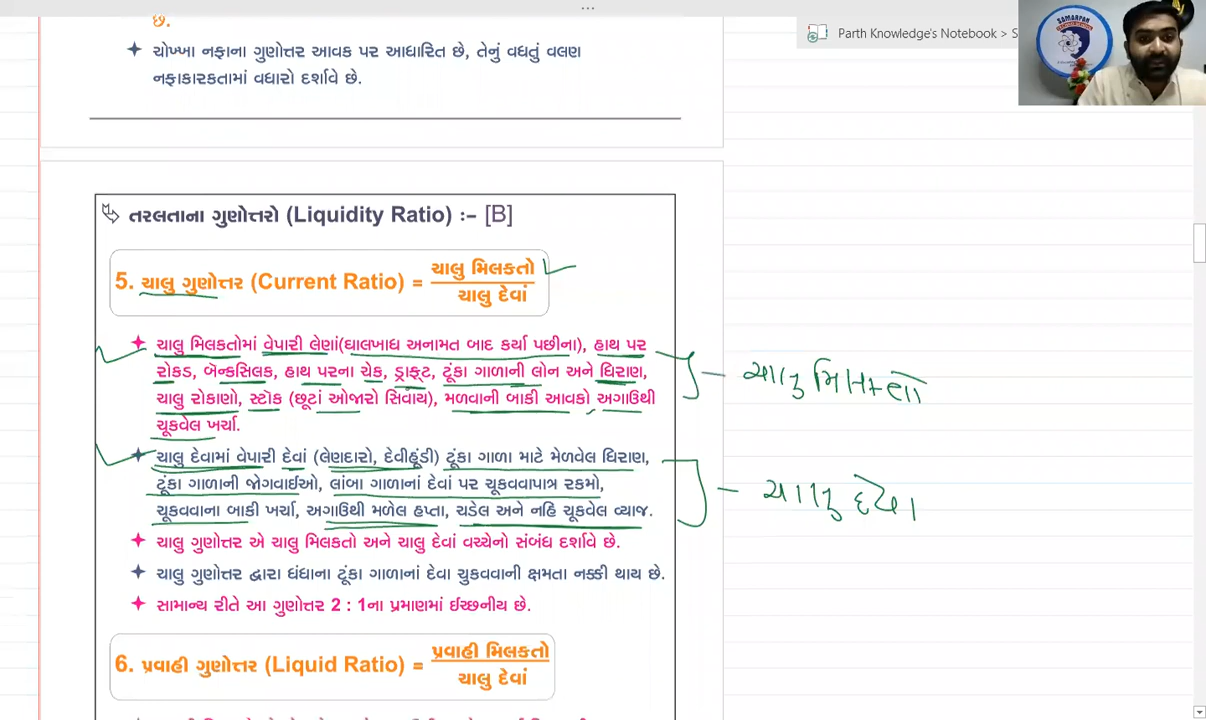 છે.
ચોખ્ખા નફાના ગુણોત્તર આવક પર આધારિત છે, તેનું વધતું વલણ
નફાકારકતામાં વધારો દર્શાવે છે.
Parth Knowledge's Notebook > S
SAMARPAN
તરલતાના ગુણોત્તરો (Liquidity Ratio) :- [B]
5. ચાલુ ગુણોત્તર (Current Ratio) = ચાલુ મિલકતો
ચાલુ દેવાં
ચાલુ મિલકતોમાં વેપારી લેણાં(ઘાલખાધ અનામત બાદ કર્યા પછીના), હાથ પર
રોકડ, બૅન્કસિલક, હાથ પરના ચેક, ડ્રાફ્ટ, ટૂંકા ગાળાની લોન અને ધિરાણ,
ચાલુ રોકાણો, સ્ટોક (છૂટાં ઓજારો સિવાય), મળવાની બાકી આવકો, અગાઉથી
ચૂકવેલ ખર્ચા.
ચાલુ મિલકતો
ચાલુ દેવામાં વેપારી દેવાં (લેણદારો, દેવીહૂંડી) ટૂંકા ગાળા માટે મેળવેલ ધિરાણ,
ટૂંકા ગાળાની જોગવાઈઓ, લાંબા ગાળાનાં દેવાં પર ચૂકવવાપાત્ર રકમો,
ચૂકવવાના બાકી ખર્ચા, અગાઉથી મળેલ હપ્તા, ચડેલ અને નહિ ચૂકવેલ વ્યાજ.
ચાલુ દેવા
ચાલુ ગુણોત્તર એ ચાલુ મિલકતો અને ચાલુ દેવાં વચ્ચેનો સંબંધ દર્શાવે છે.
ચાલુ ગુણોત્તર દ્વારા ધંધાના ટૂંકા ગાળાનાં દેવા ચુકવવાની ક્ષમતા નક્કી થાય છે.
સામાન્ય રીતે આ ગુણોત્તર 2 : 1ના પ્રમાણમાં ઈચ્છનીય છે.
6. પ્રવાહી ગુણોત્તર (Liquid Ratio) = પ્રવાહી મિલકતો
ચાલુ દેવાં